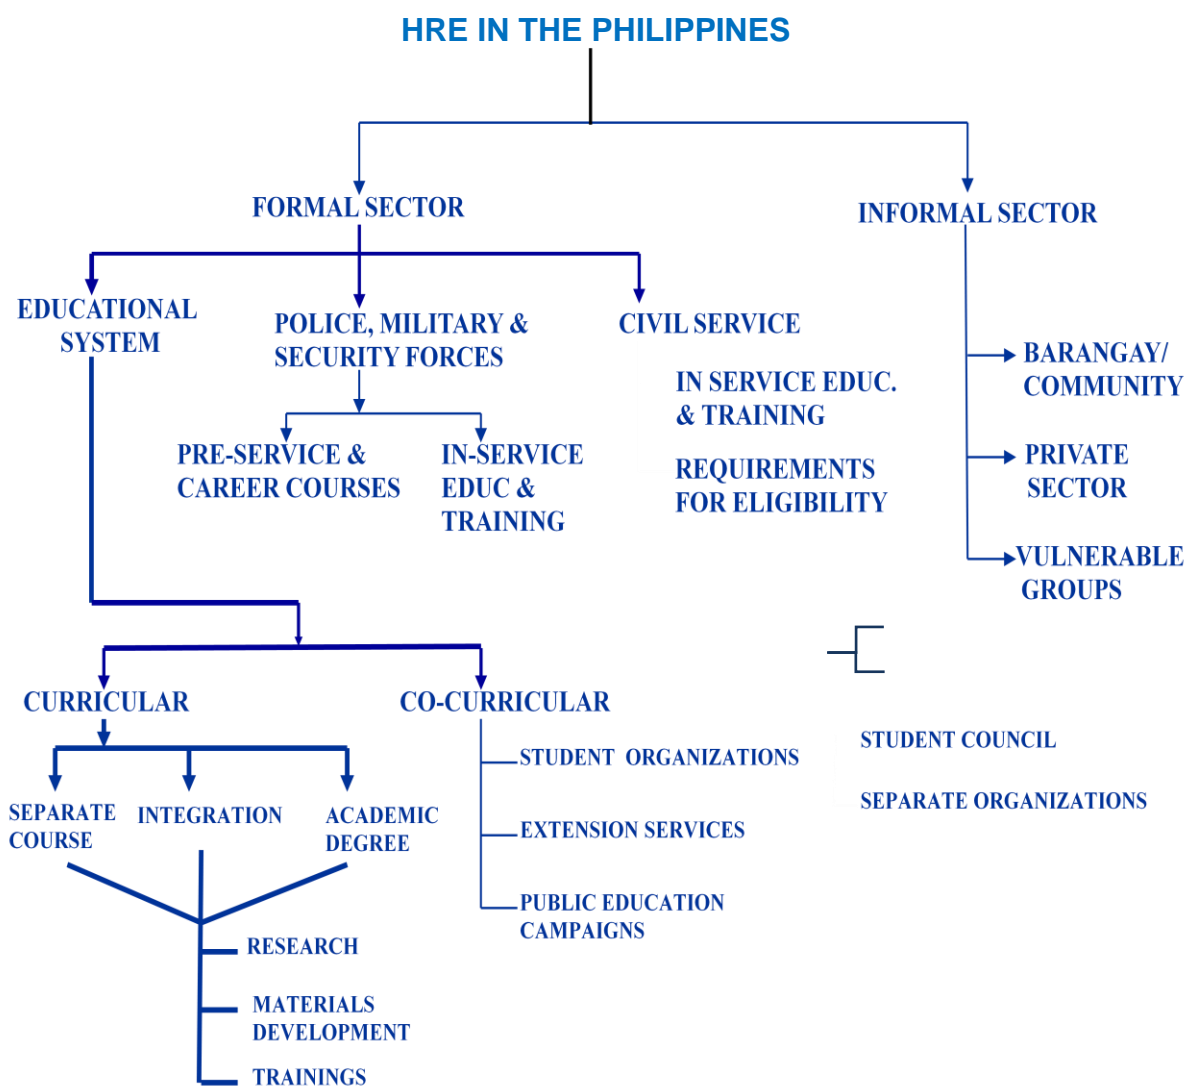 HRE IN THE PHILIPPINES
FORMAL SECTOR
INFORMAL SECTOR
EDUCATIONAL
SYSTEM
POLICE, MILITARY &
SECURITY FORCES
CIVIL SERVICE
IN SERVICE EDUC.
& TRAINING
REQUIREMENTS
FOR ELIGIBILITY
PRE-SERVICE &
CAREER COURSES
IN-SERVICE
EDUC &
TRAINING
BARANGAY/
COMMUNITY
PRIVATE
SECTOR
VULNERABLE
GROUPS
CURRICULAR
CO-CURRICULAR
SEPARATE
COURSE
INTEGRATION
ACADEMIC
DEGREE
RESEARCH
MATERIALS
DEVELOPMENT
TRAININGS
STUDENT ORGANIZATIONS
EXTENSION SERVICES
PUBLIC EDUCATION
CAMPAIGNS
STUDENT COUNCIL
SEPARATE ORGANIZATIONS